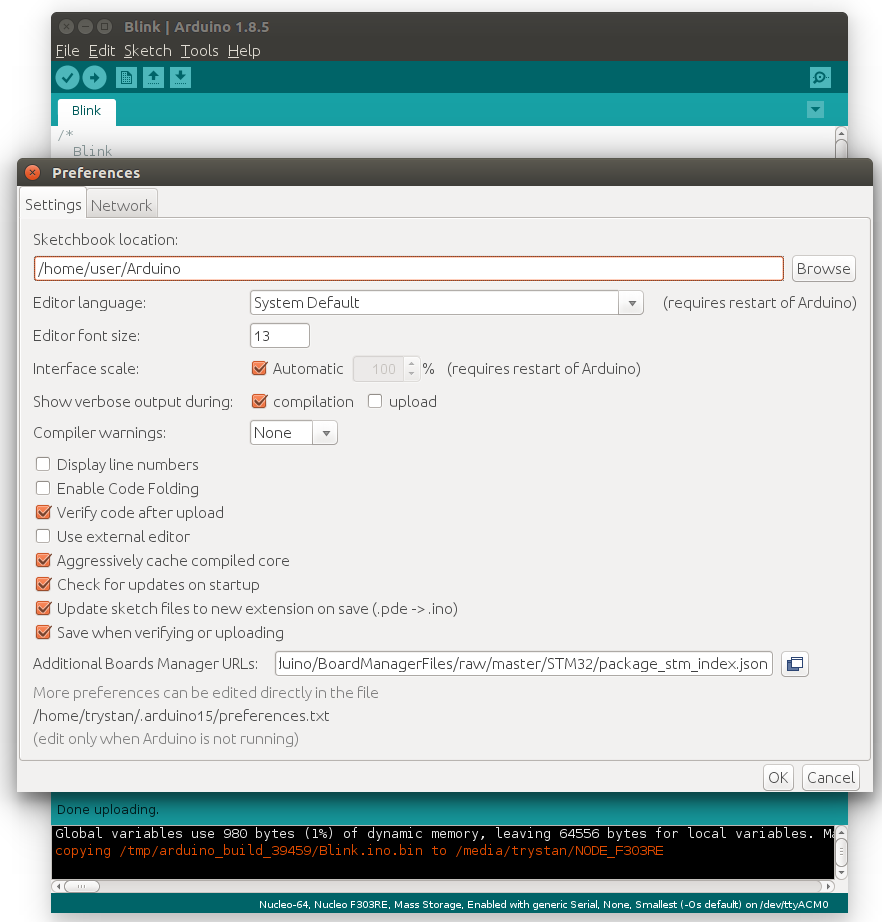 Blink | Arduino 1.8.5
File Edit Sketch Tools Help
Blink
/*
Blink
Preferences
Settings Network
Sketchbook location:
/home/user/Arduino Browse
Editor language: System Default (requires restart of Arduino)
Editor font size: 13
Interface scale: Automatic 100 % (requires restart of Arduino)
Show verbose output during: compilation upload
Compiler warnings: None
Display line numbers
Enable Code Folding
Verify code after upload
Use external editor
Aggressively cache compiled core
Check for updates on startup
Update sketch files to new extension on save (.pde -> .ino)
Save when verifying or uploading
Additional Boards Manager URLs: duino/BoardManagerFiles/raw/master/STM32/package_stm_index.json
More preferences can be edited directly in the file
/home/trystan/.arduino15/preferences.txt
(edit only when Arduino is not running)
OK Cancel
Done uploading.
Global variables use 980 bytes (1%) of dynamic memory, leaving 64556 bytes for local variables. Ma
copying /tmp/arduino_build_39459/Blink.ino.bin to /media/trystan/NODE_F303RE
Nucleo-64, Nucleo F303RE, Mass Storage, Enabled with generic Serial, None, Smallest (-Os default) on /dev/ttyACM0